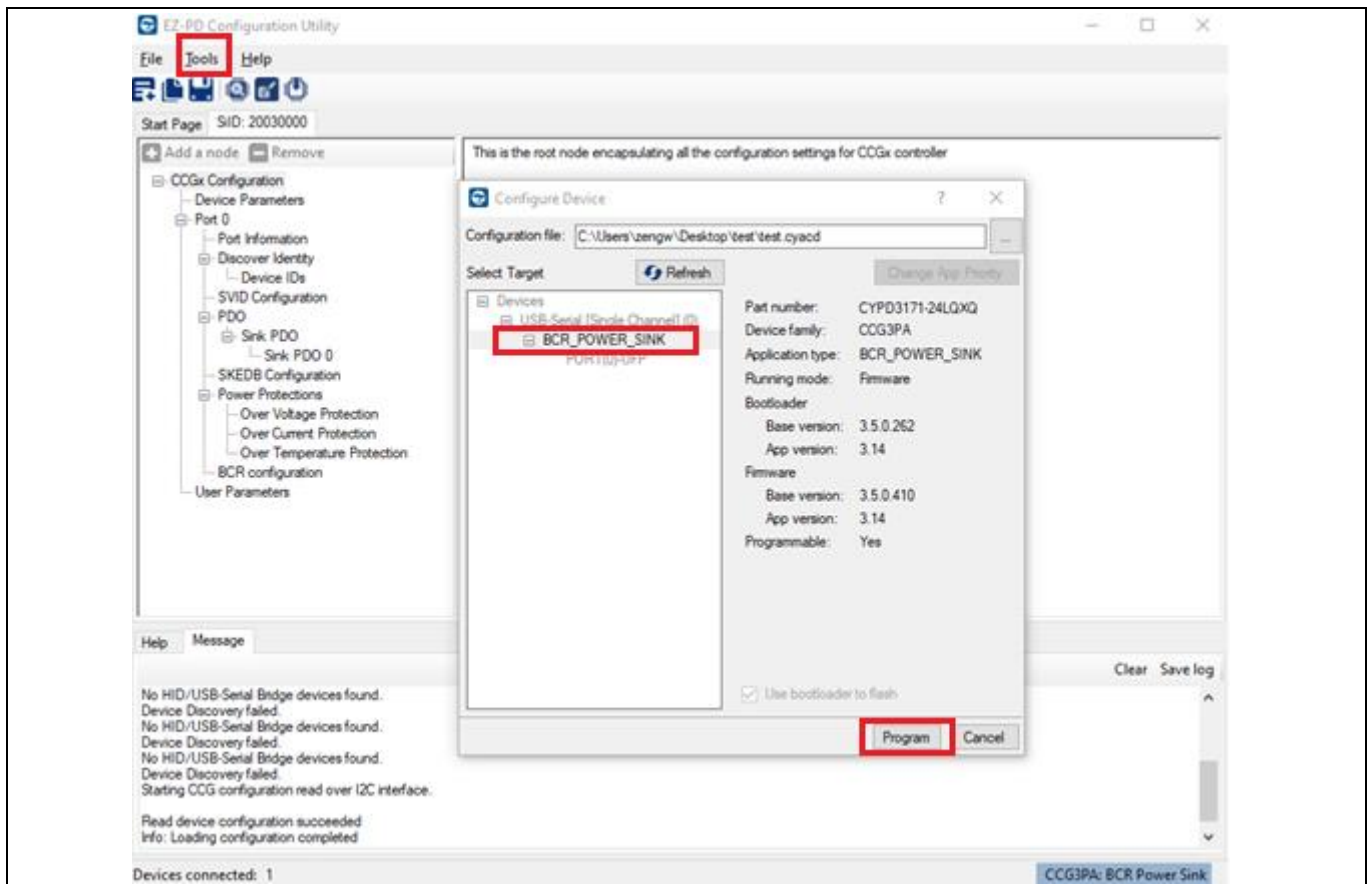 EZ-PD Configuration Utility
File Tools Help
Start Page SID: 20030000
Add a node Remove
CCGx Configuration
Device Parameters
Port 0
Port Information
Discover Identity
Device IDs
SVID Configuration
PDO
Sink PDO
Sink PDO 0
SKEDB Configuration
Power Protections
Over Voltage Protection
Over Current Protection
Over Temperature Protection
BCR configuration
User Parameters
This is the root node encapsulating all the configuration settings for CCGx controller
Configure Device ?
Configuration file: C:\Users\zengw\Desktop\test\test.cyacd ...
Select Target Refresh Change App Priority
Devices
USB-Serial [Single Channel] (0)
BCR_POWER_SINK
PORT(0)-UFP
Part number: CYPD3171-24LQXQ
Device family: CCG3PA
Application type: BCR_POWER_SINK
Running mode: Firmware
Bootloader
Base version: 3.5.0.262
App version: 3.14
Firmware
Base version: 3.5.0.410
App version: 3.14
Programmable: Yes
Use bootloader to flash
Program Cancel
Help Message
Clear Save log
No HID/USB-Serial Bridge devices found.
Device Discovery failed.
No HID/USB-Serial Bridge devices found.
Device Discovery failed.
No HID/USB-Serial Bridge devices found.
Device Discovery failed.
Starting CCG configuration read over I2C interface.
Read device configuration succeeded
Info: Loading configuration completed
Devices connected: 1
CCG3PA: BCR Power Sink